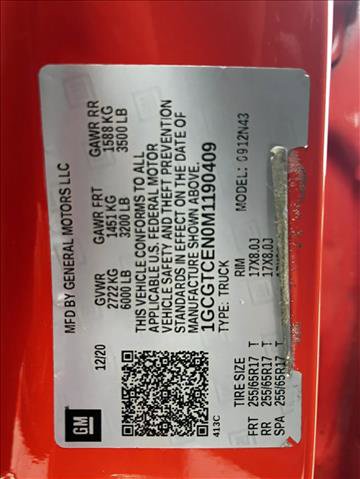 GM
MFD BY GENERAL MOTORS LLC
12/20
GVWR GAWR FRT GAWR RR
2722 KG 1451 KG 1588 KG
6000 LB 3200 LB 3500 LB
THIS VEHICLE CONFORMS TO ALL
APPLICABLE U.S. FEDERAL MOTOR
VEHICLE SAFETY AND THEFT PREVENTION
STANDARDS IN EFFECT ON THE DATE OF
MANUFACTURE SHOWN ABOVE.
1GCGTCEN0M1190409
TYPE: TRUCK MODEL: 0912N43
413C
TIRE SIZE RIM
FRT 255/65R17 T 17X8.0J
RR 255/65R17 T 17X8.0J
SPA 255/65R17 T